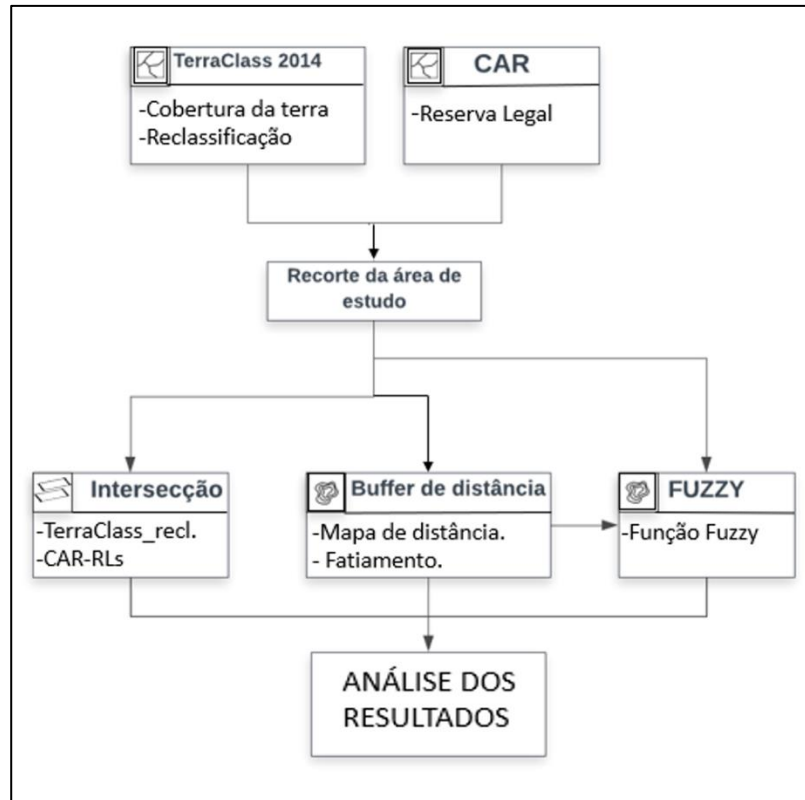 TerraClass 2014
-Cobertura da terra
-Reclassificação
CAR
-Reserva Legal
Recorte da área de
estudo
Intersecção
-TerraClass_recl.
-CAR-RLs
Buffer de distância
-Mapa de distância.
- Fatiamento.
FUZZY
-Função Fuzzy
ANÁLISE DOS
RESULTADOS